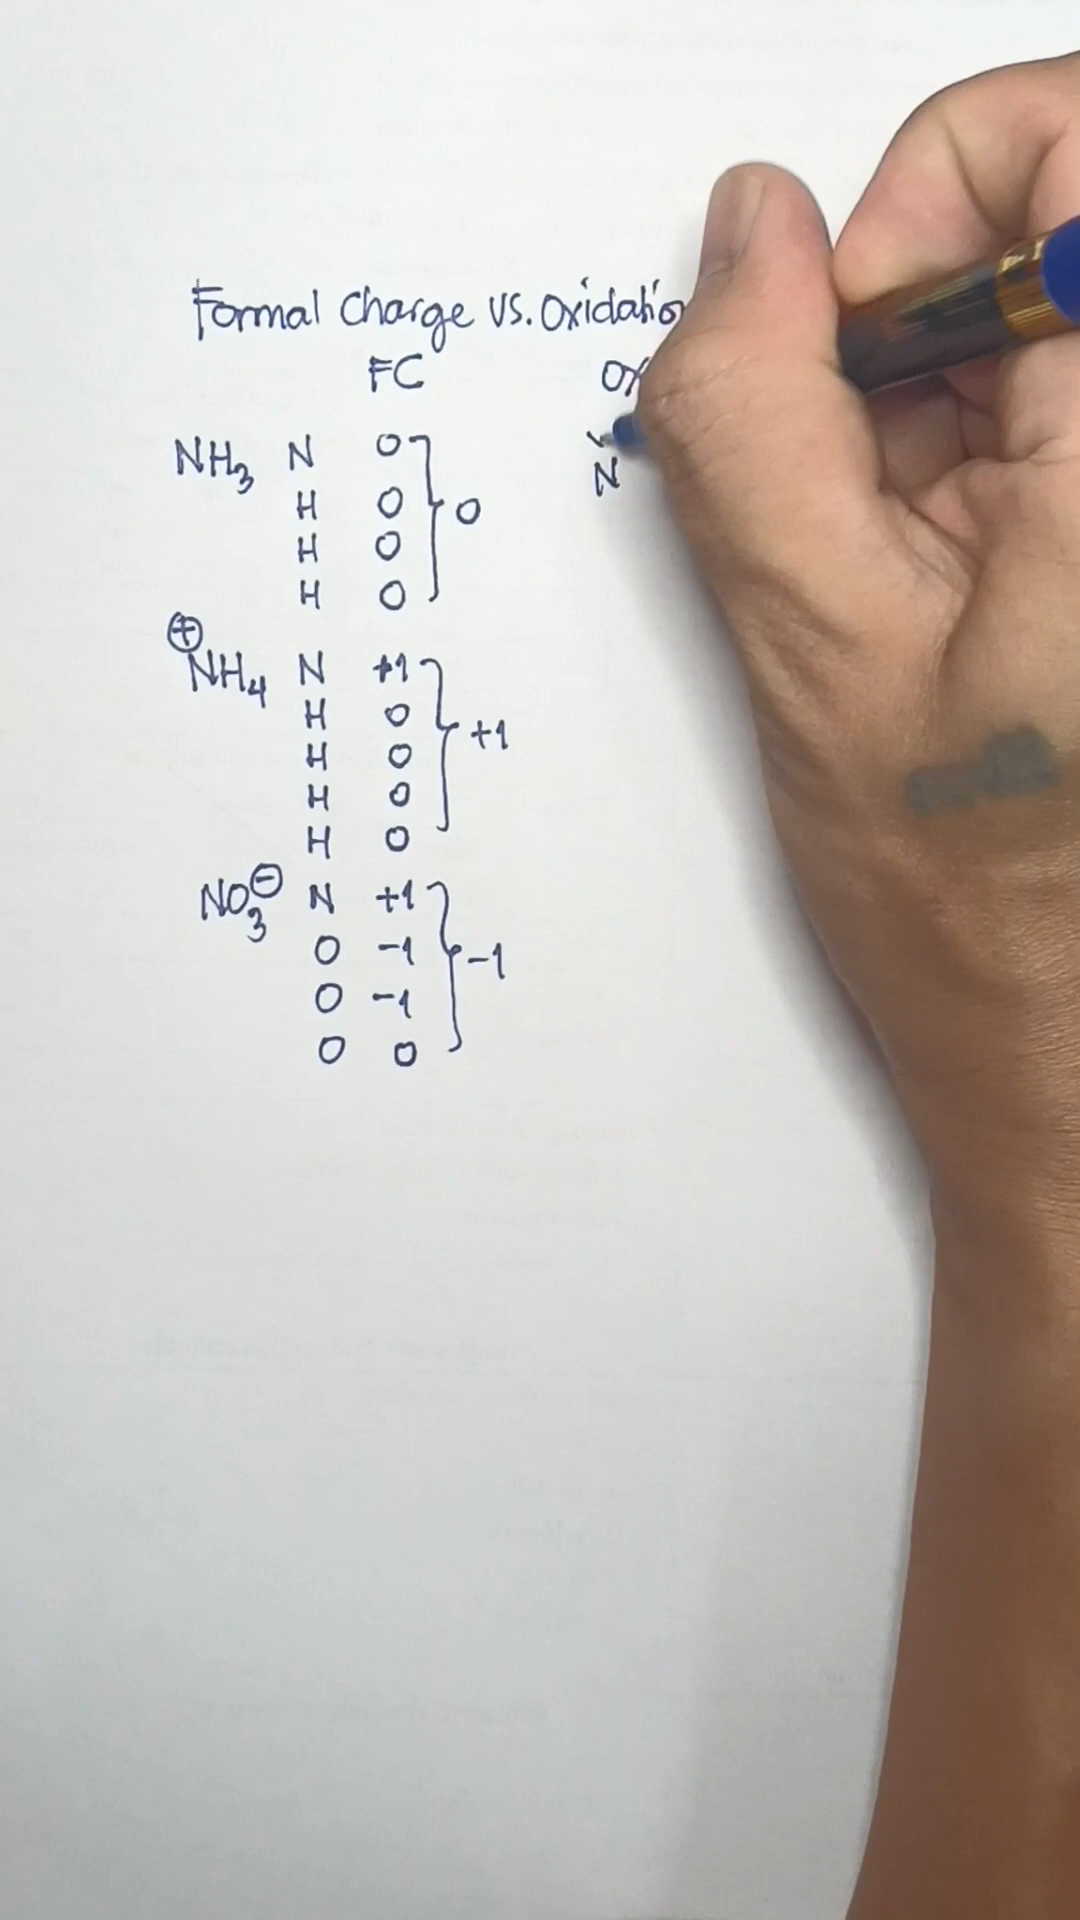 Formal Charge VS. Oxidatio
FC OX
NH3 N 0
H 0 0
H 0
H 0
⊕
NH4 N +1
H 0 +1
H 0
H 0
H 0
NO3⊖ N +1
O -1 -1
O -1
O 0
N